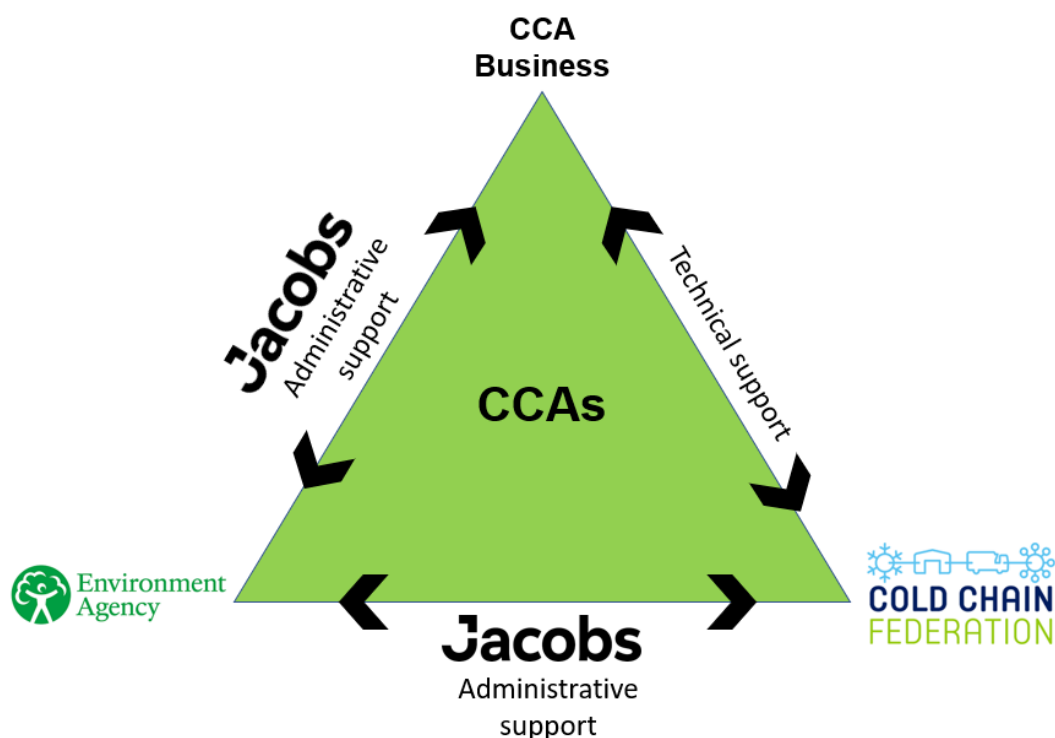 CCA
Business
Jacobs
Administrative
support
Technical support
CCAs
Environment
Agency
COLD CHAIN
FEDERATION
Jacobs
Administrative
support